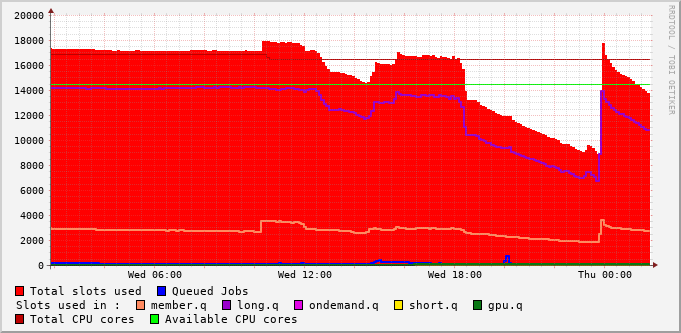 20000
18000
16000
14000
12000
10000
8000
6000
4000
2000
0
Wed 06:00 Wed 12:00 Wed 18:00 Thu 00:00
RRDTOOL / TOBI OETIKER
Total slots used Queued Jobs
Slots used in : member.q long.q ondemand.q short.q gpu.q
Total CPU cores Available CPU cores